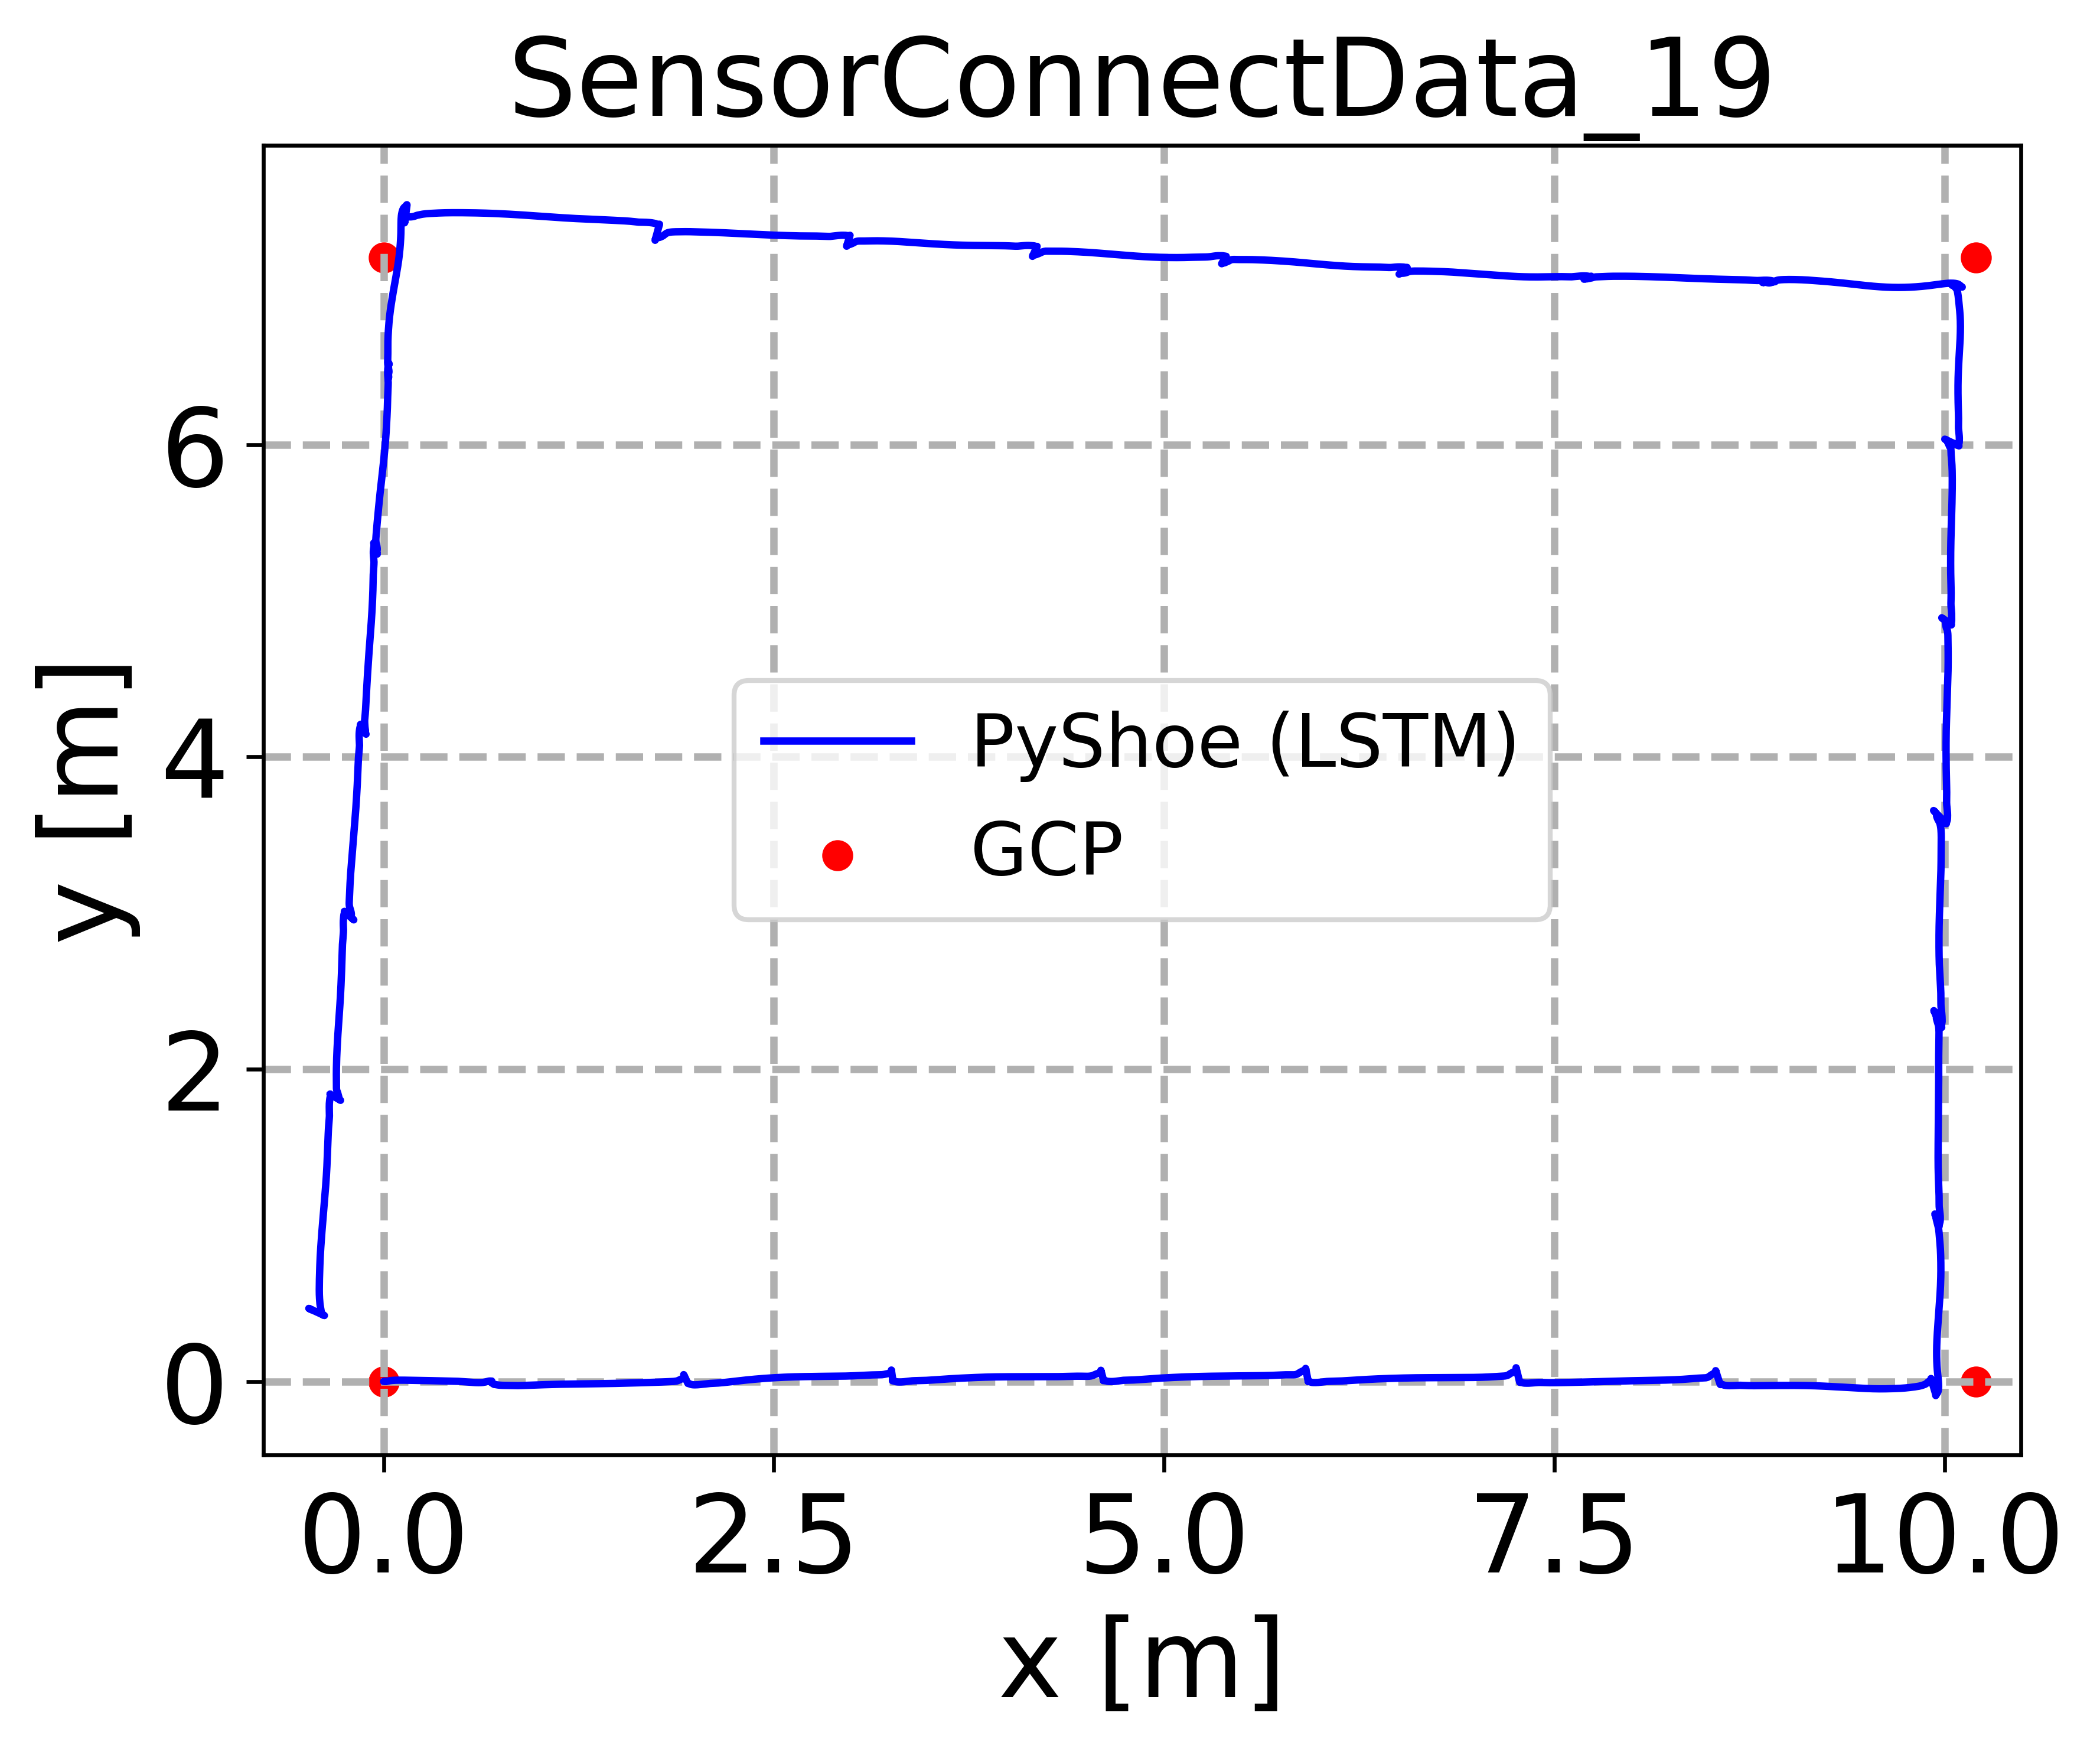 SensorConnectData_19
y [m]
6
4
2
0
PyShoe (LSTM)
GCP
0.0 2.5 5.0 7.5 10.0
x [m]